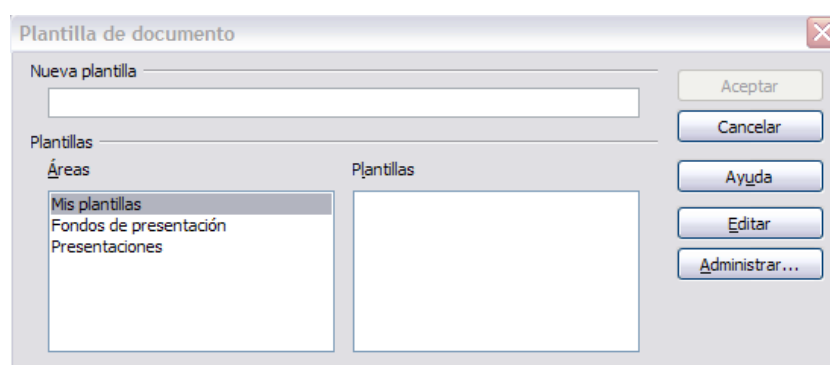 Plantilla de documento
Nueva plantilla
Aceptar
Cancelar
Plantillas
Áreas
Plantillas
Ayuda
Mis plantillas
Fondos de presentación
Presentaciones
Editar
Administrar...